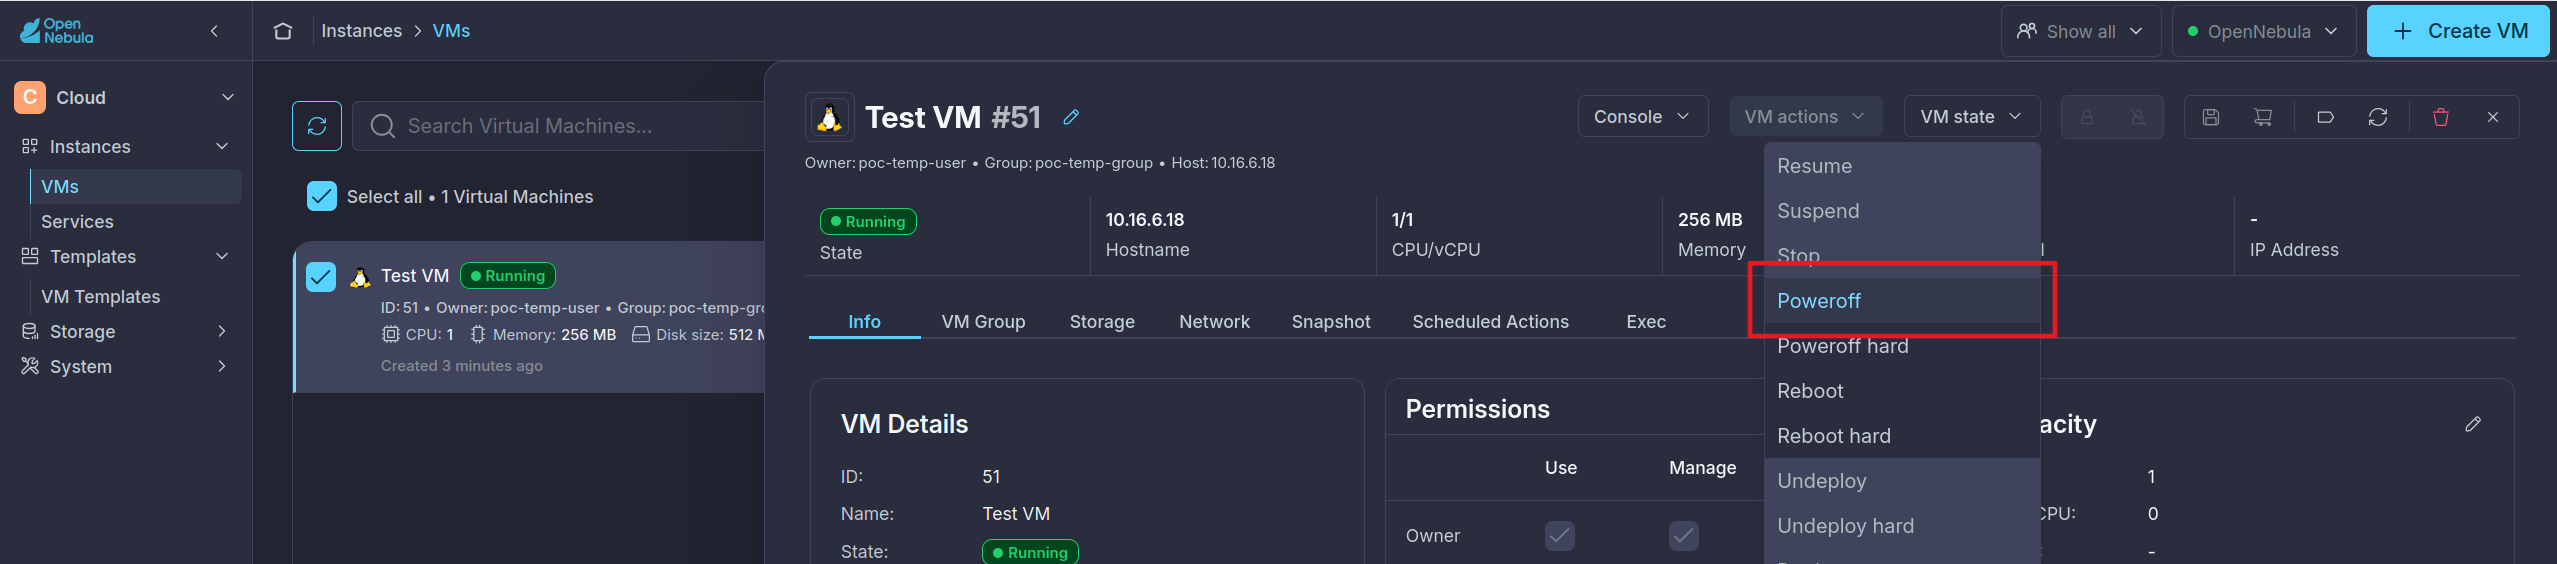 Open
Nebula
Instances > VMs
Show all
OpenNebula
+ Create VM
C Cloud
Instances
VMs
Services
Templates
VM Templates
Storage
System
Search Virtual Machines...
Select all • 1 Virtual Machines
Test VM Running
ID: 51 • Owner: poc-temp-user • Group: poc-temp-gro
CPU: 1 Memory: 256 MB Disk size: 512 M
Created 3 minutes ago
Test VM #51
Owner: poc-temp-user • Group: poc-temp-group • Host: 10.16.6.18
Console
VM actions
VM state
Running
State
10.16.6.18
Hostname
1/1
CPU/vCPU
256 MB
Memory
-
IP Address
Info
VM Group
Storage
Network
Snapshot
Scheduled Actions
Exec
Resume
Suspend
Stop
Poweroff
Poweroff hard
Reboot
Reboot hard
Undeploy
Undeploy hard
VM Details
ID: 51
Name: Test VM
State: Running
Permissions
Use Manage
Owner
acity
1
CPU: 0
-